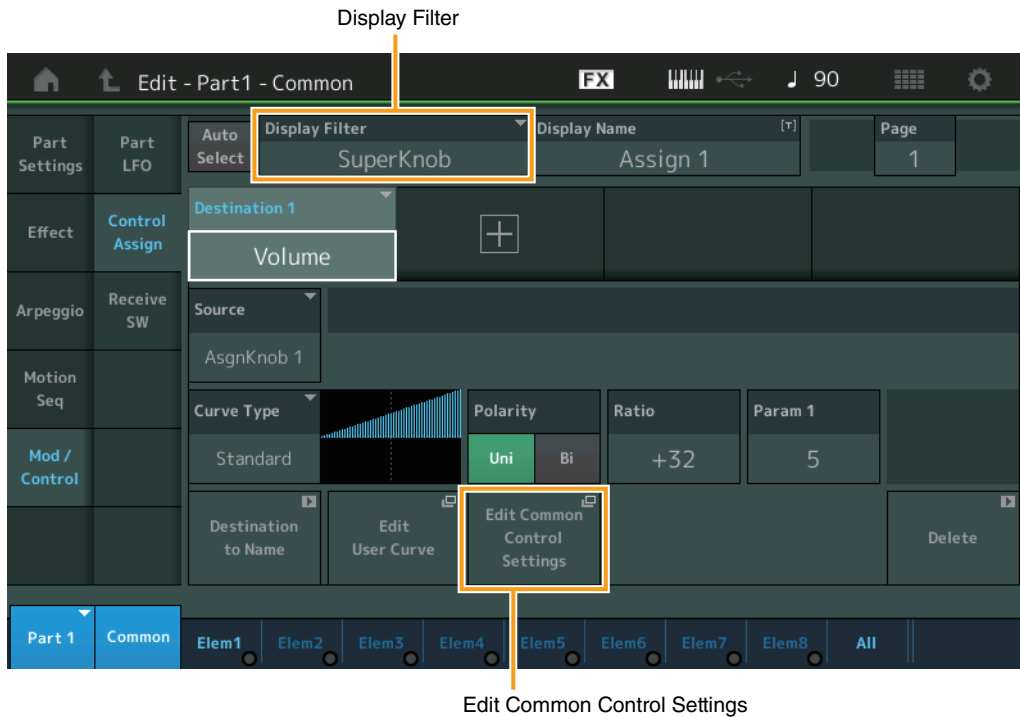 Display Filter
Edit - Part1 - Common
FX
♩ 90
Part
Settings
Part
LFO
Auto
Select
Display Filter
SuperKnob
Display Name
[T]
Assign 1
Page
1
Effect
Control
Assign
Destination 1
Volume
Arpeggio
Receive
SW
Source
AsgnKnob 1
Motion
Seq
Curve Type
Standard
Polarity
Uni
Bi
Ratio
+32
Param 1
5
Mod /
Control
Destination
to Name
Edit
User Curve
Edit Common
Control
Settings
Delete
Part 1
Common
Elem1
Elem2
Elem3
Elem4
Elem5
Elem6
Elem7
Elem8
All
Edit Common Control Settings